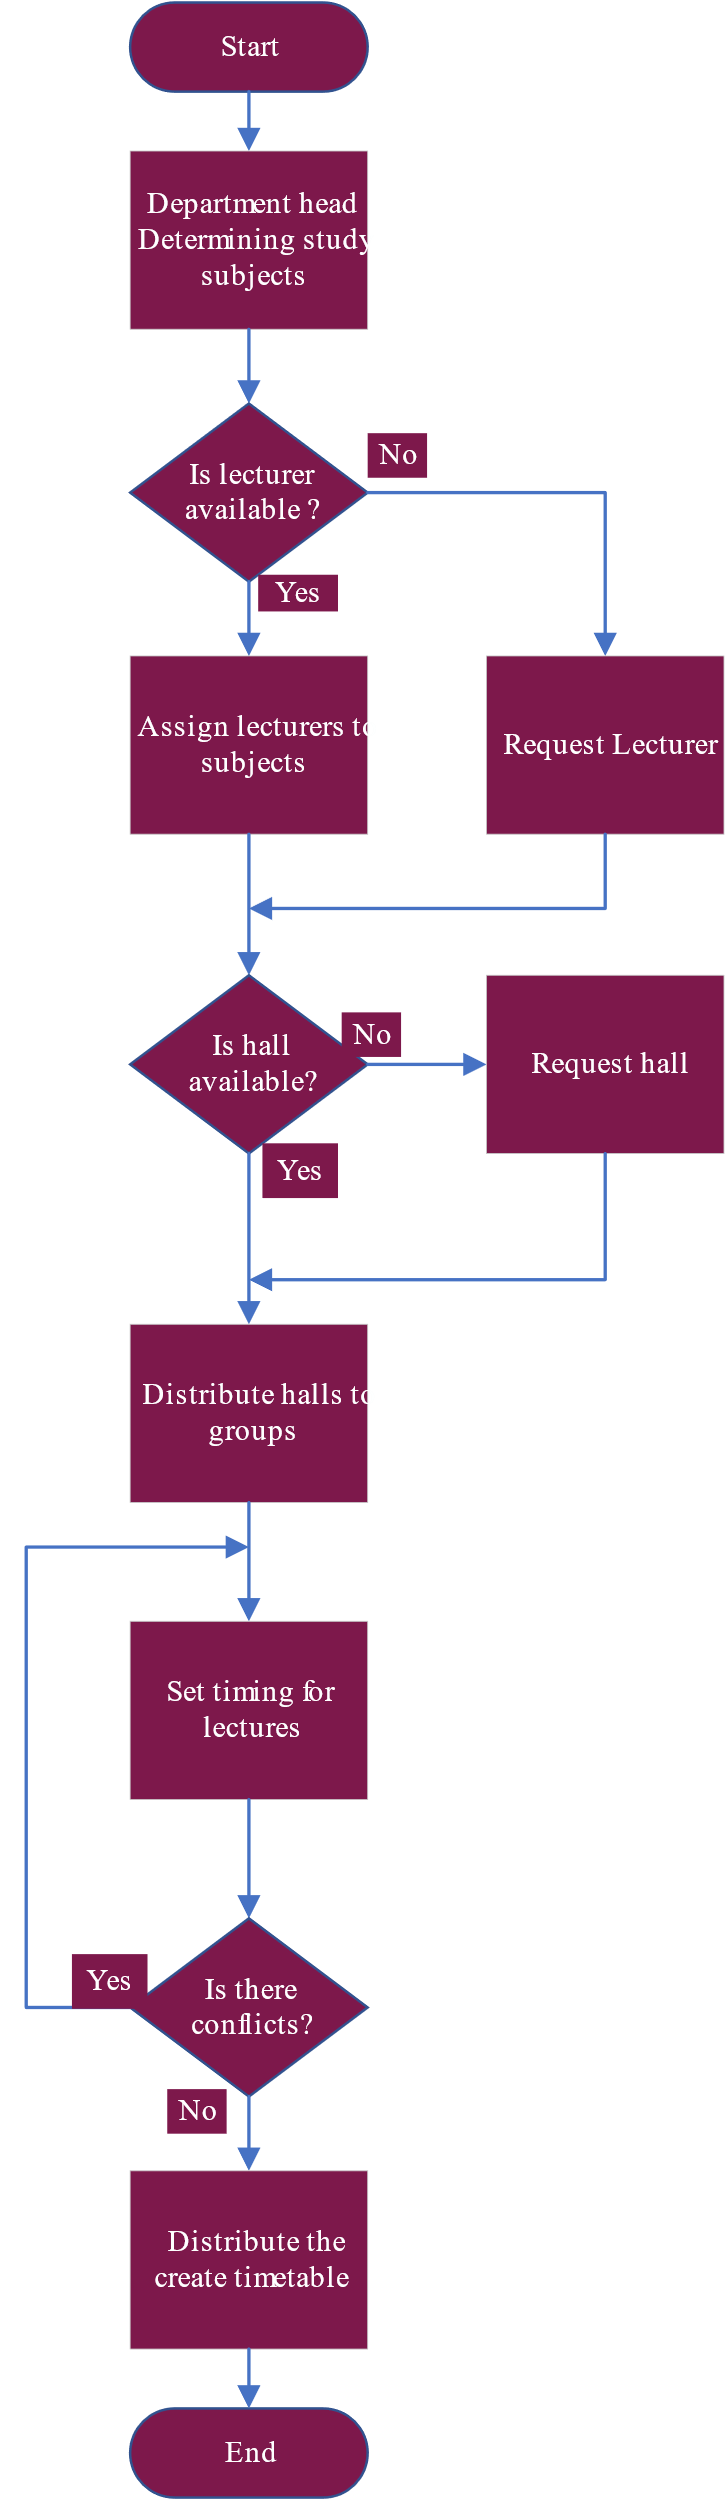 Start
Department head
Determining study
subjects
Is lecturer
available ?
No
Yes
Assign lecturers to
subjects
Request Lecturer
Is hall
available?
No
Request hall
Yes
Distribute halls to
groups
Set timing for
lectures
Is there
conflicts?
Yes
No
Distribute the
create timetable
End